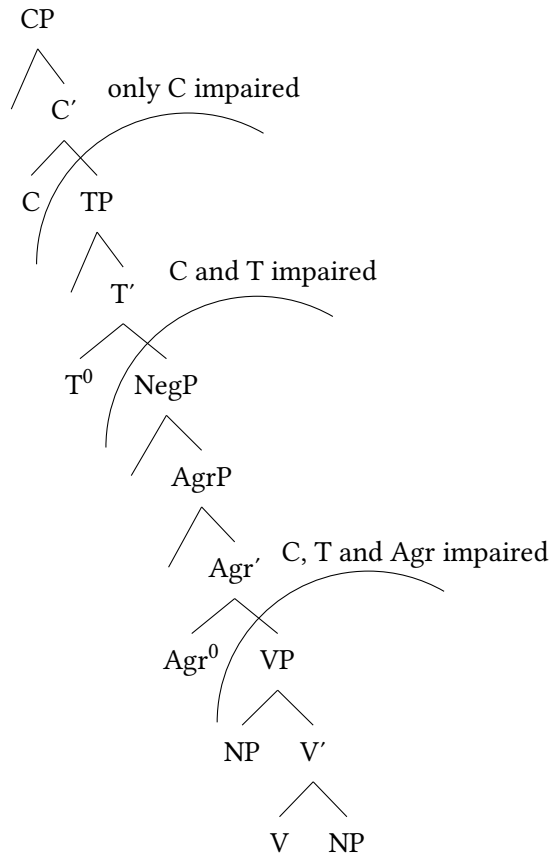 CP
only C impaired
C′
C TP
C and T impaired
T′
T⁰ NegP
AgrP
C, T and Agr impaired
Agr′
Agr⁰ VP
NP V′
V NP